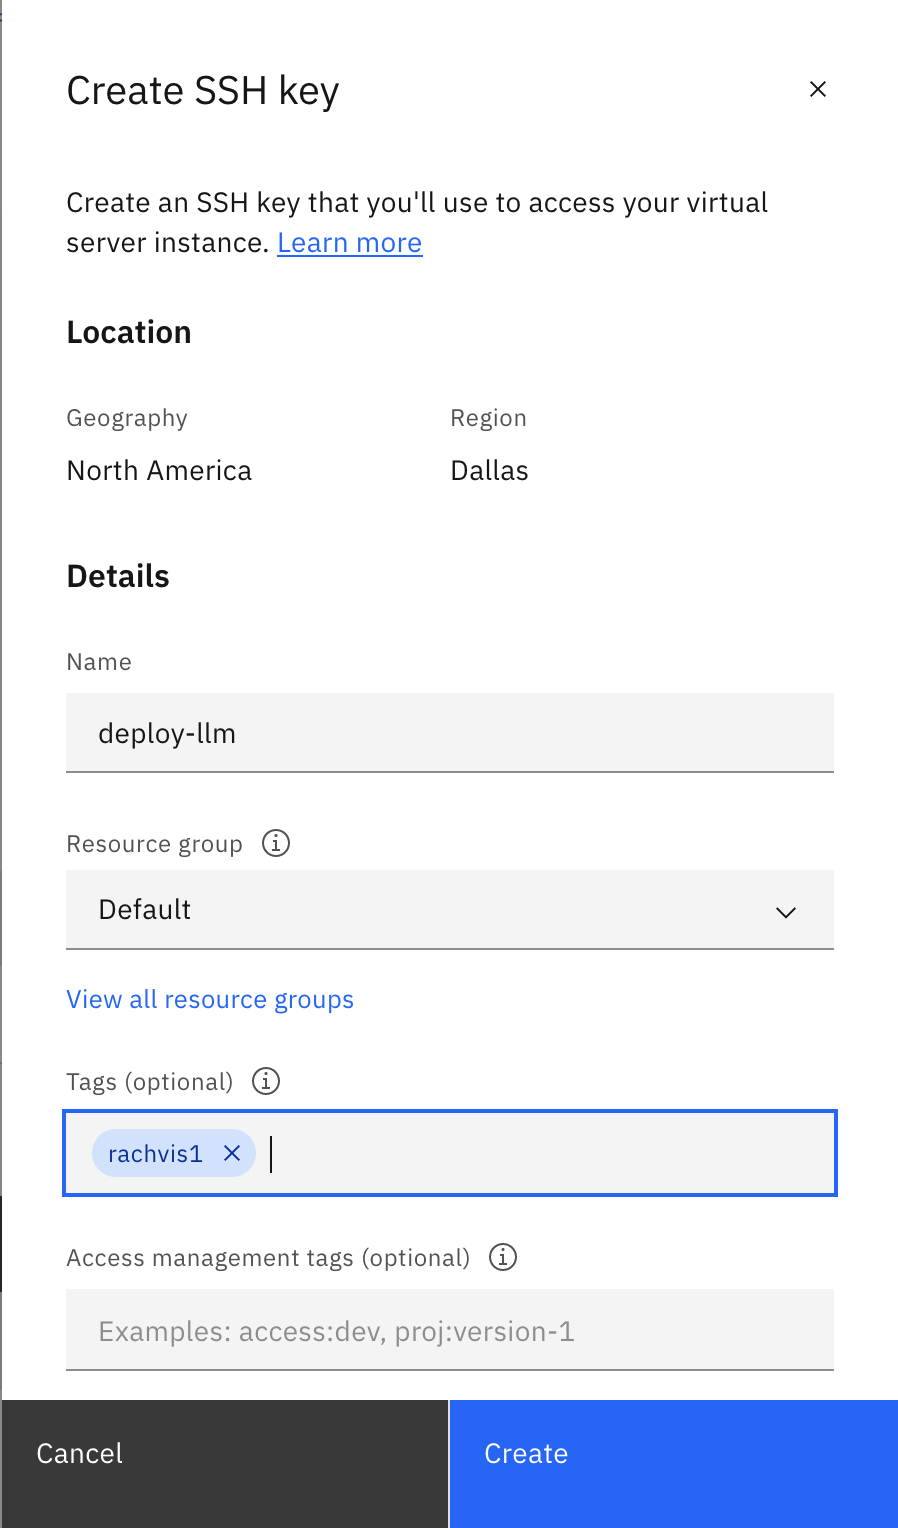 Create SSH key
Create an SSH key that you'll use to access your virtual
server instance. Learn more
Location
Geography
Region
North America
Dallas
Details
Name
deploy-llm
Resource group
Default
View all resource groups
Tags (optional)
rachvis1
Access management tags (optional)
Examples: access:dev, proj:version-1
Cancel
Create